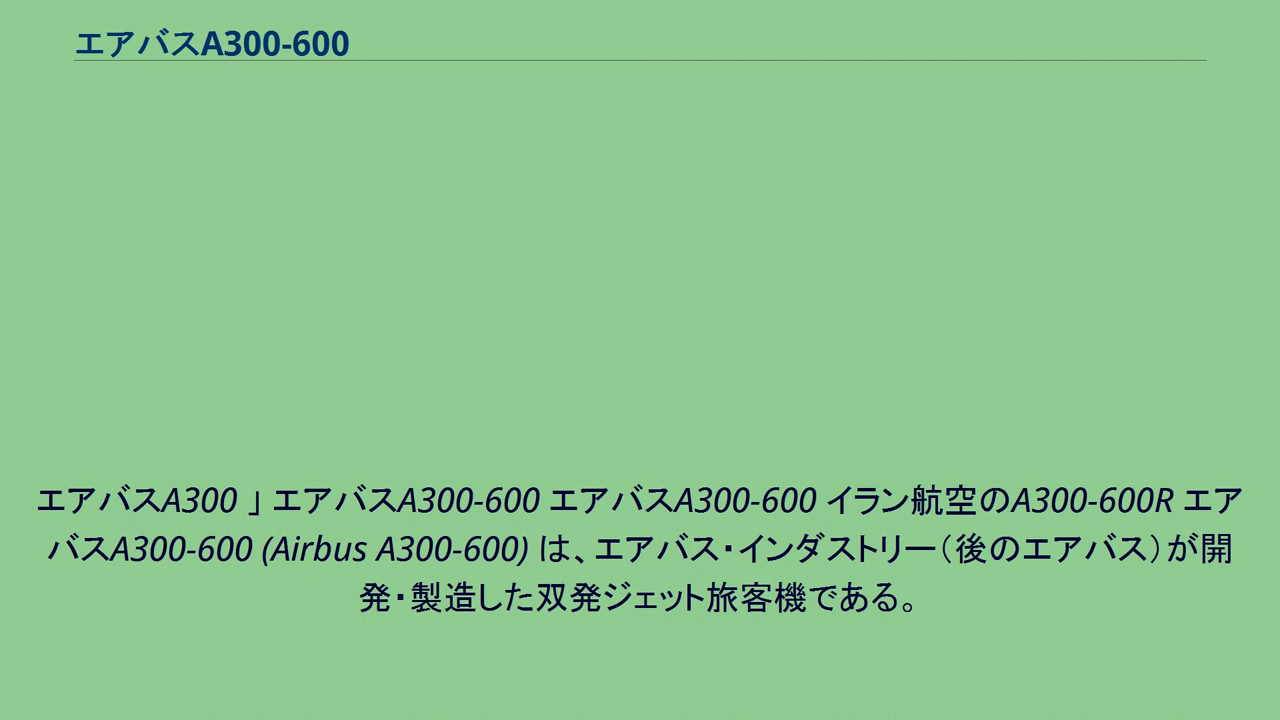 エアバスA300-600
エアバスA300 」 エアバスA300-600 エアバスA300-600 イラン航空のA300-600R エア
バスA300-600 (Airbus A300-600) は、エアバス・インダストリー（後のエアバス）が開
発・製造した双発ジェット旅客機である。